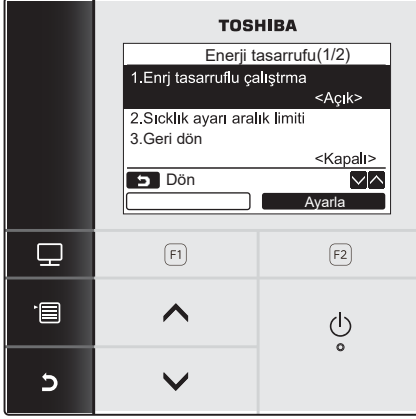 TOSHIBA
Enerji tasarrufu(1/2)
1.Enrj tasarruflu çalıştrma
<Açık>
2.Sıcklık ayarı aralık limiti
3.Geri dön
<Kapalı>
Dön
Ayarla
F1
F2